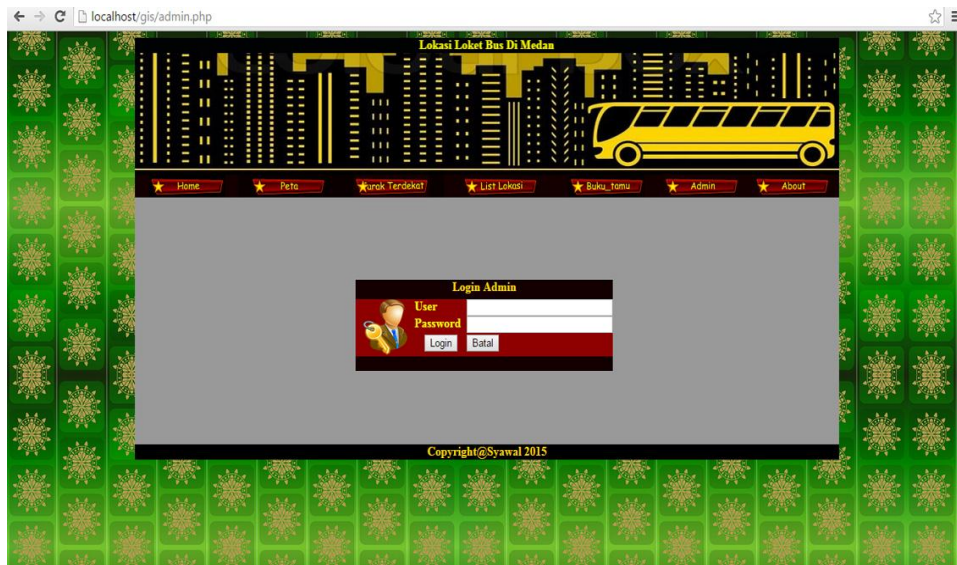 localhost/gis/admin.php
Lokasi Loket Bus Di Medan
Home Peta Jarak Terdekat List Lokasi Buku_tamu Admin About
Login Admin
User
Password
Login Batal
Copyright@Syawal 2015